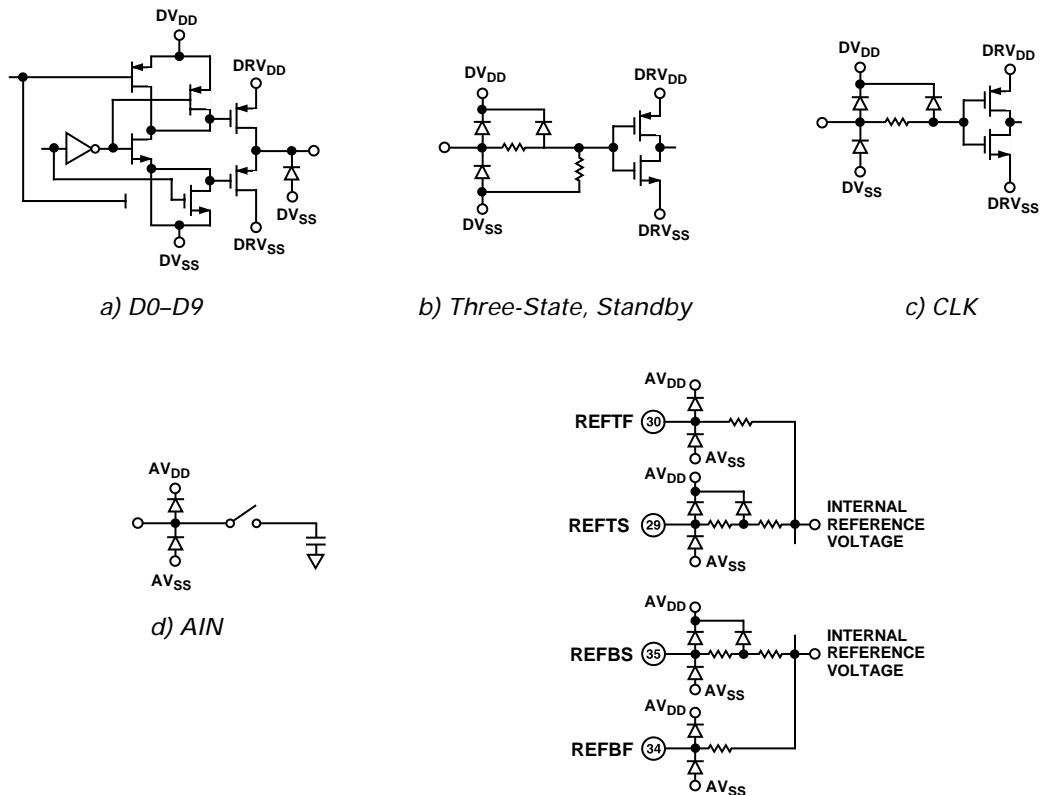 DVDD
DRVDD
DVSS
DRVSS
a) D0–D9
DVDD
DRVDD
DVSS
DRVSS
b) Three-State, Standby
DVDD
DRVDD
DVSS
DRVSS
c) CLK
AVDD
AVSS
d) AIN
AVDD
REFTF 30
AVSS
AVDD
REFTS 29
AVSS
INTERNAL
REFERENCE
VOLTAGE
AVDD
REFBS 35
AVSS
INTERNAL
REFERENCE
VOLTAGE
AVDD
REFBF 34
AVSS